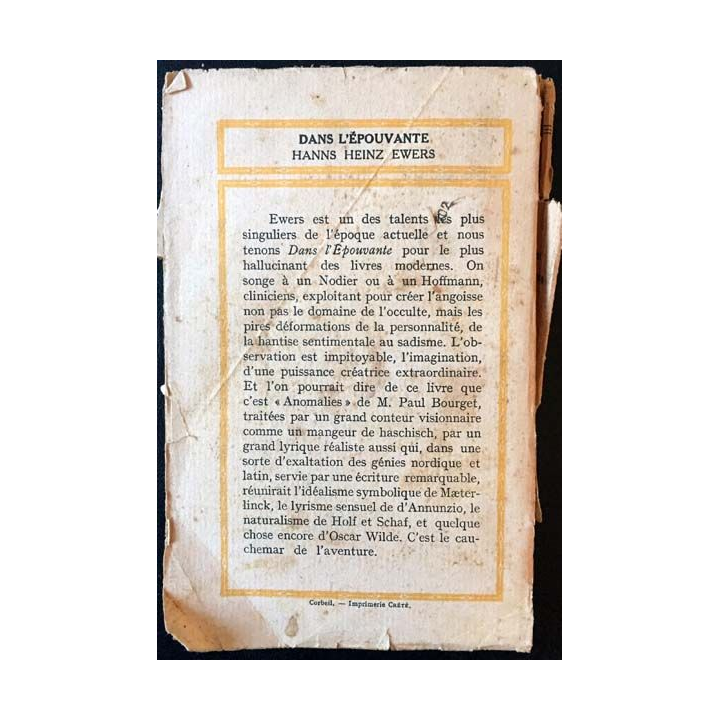 DANS L'ÉPOUVANTE
HANNS HEINZ EWERS
Ewers est un des talents les plus
singuliers de l'époque actuelle et nous
tenons Dans l'Épouvante pour le plus
hallucinant des livres modernes. On
songe à un Nodier ou à un Hoffmann,
cliniciens, exploitant pour créer l'angoisse
non pas le domaine de l'occulte, mais les
pires déformations de la personnalité, de
la hantise sentimentale au sadisme. L'ob-
servation est impitoyable, l'imagination,
d'une puissance créatrice extraordinaire.
Et l'on pourrait dire de ce livre que
c'est « Anomalies » de M. Paul Bourget,
traitées par un grand conteur visionnaire
comme un mangeur de haschisch, par un
grand lyrique réaliste aussi qui, dans une
sorte d'exaltation des génies nordique et
latin, servie par une écriture remarquable,
réunirait l'idéalisme symbolique de Mæter-
linck, le lyrisme sensuel de d'Annunzio, le
naturalisme de Holf et Schaf, et quelque
chose encore d'Oscar Wilde. C'est le cau-
chemar de l'aventure.
Corbeil. — Imprimerie CRÉTÉ.